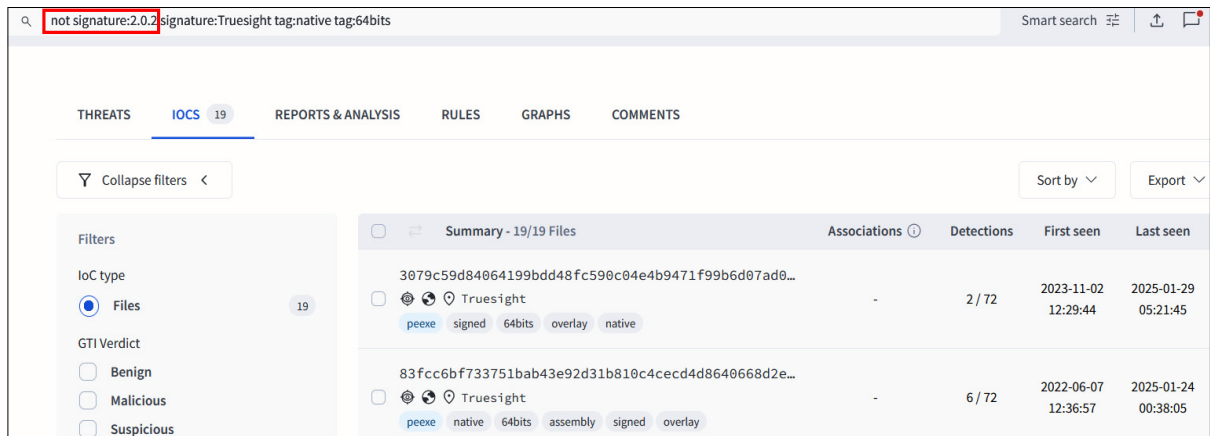 not signature:2.0.2 signature:Truesight tag:native tag:64bits
Smart search
THREATS IOCS 19 REPORTS & ANALYSIS RULES GRAPHS COMMENTS
Collapse filters
Sort by
Export
Filters
IoC type
Files 19
GTI Verdict
Benign
Malicious
Suspicious
Summary - 19/19 Files Associations Detections First seen Last seen
3079c59d84064199bdd48fc590c04e4b9471f99b6d07ad0…
Truesight
peexe signed 64bits overlay native
- 2 / 72
2023-11-02
12:29:44
2025-01-29
05:21:45
83fcc6bf733751bab43e92d31b810c4cecd4d8640668d2e…
Truesight
peexe native 64bits assembly signed overlay
- 6 / 72
2022-06-07
12:36:57
2025-01-24
00:38:05